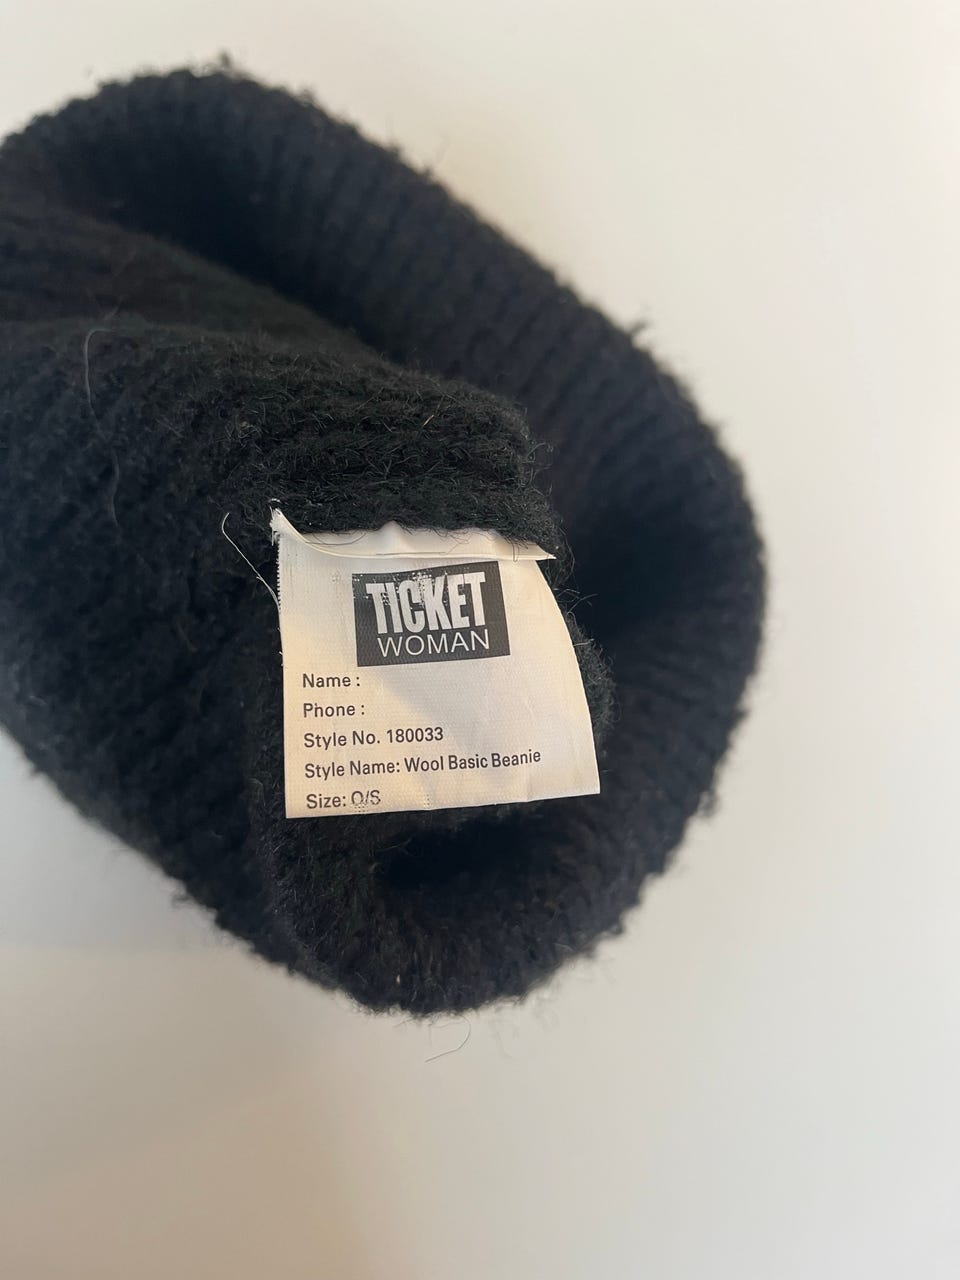 TICKET
WOMAN
Name :
Phone :
Style No. 180033
Style Name: Wool Basic Beanie
Size: O/S